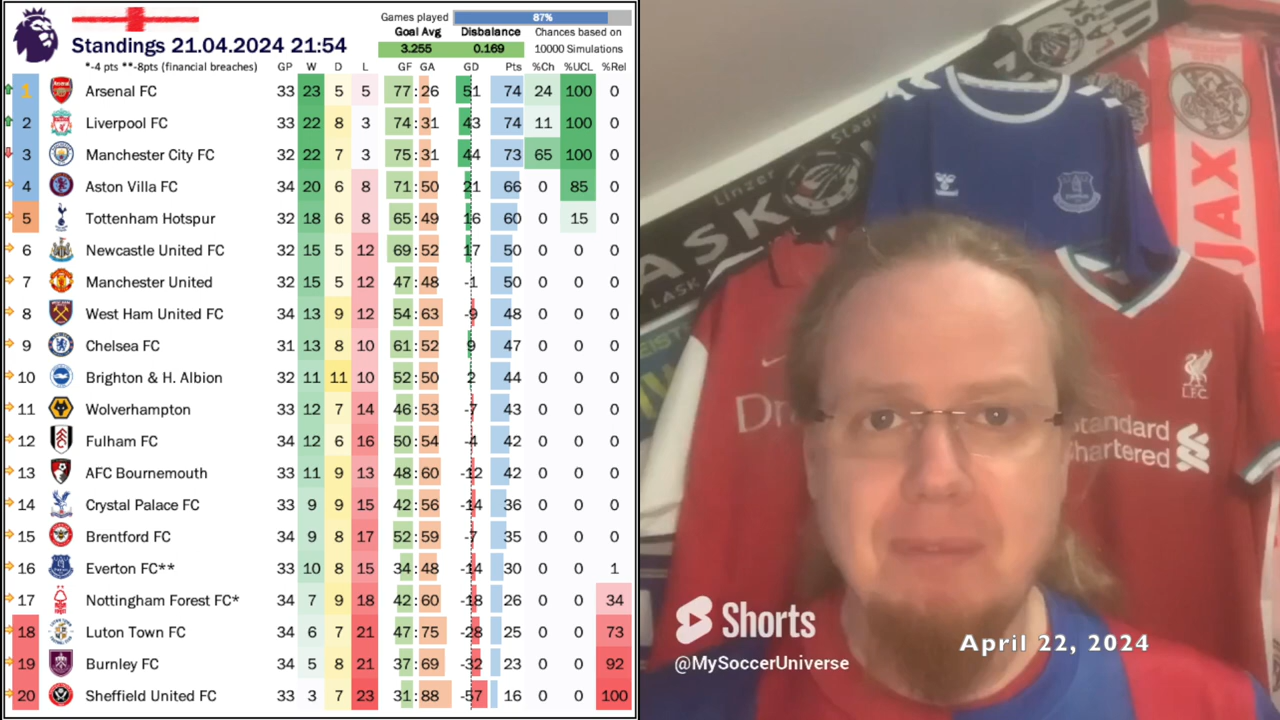 Games played 87%
Standings 21.04.2024 21:54
Goal Avg Disbalance Chances based on
3.255 0.169 10000 Simulations
*-4 pts **-8pts (financial breaches) GP W D L GF GA GD Pts %Ch %UCL %Rel
1 Arsenal FC 33 23 5 5 77:26 51 74 24 100 0
2 Liverpool FC 33 22 8 3 74:31 43 74 11 100 0
3 Manchester City FC 32 22 7 3 75:31 44 73 65 100 0
4 Aston Villa FC 34 20 6 8 71:50 21 66 0 85 0
5 Tottenham Hotspur 32 18 6 8 65:49 16 60 0 15 0
6 Newcastle United FC 32 15 5 12 69:52 17 50 0 0 0
7 Manchester United 32 15 5 12 47:48 -1 50 0 0 0
8 West Ham United FC 34 13 9 12 54:63 -9 48 0 0 0
9 Chelsea FC 31 13 8 10 61:52 9 47 0 0 0
10 Brighton & H. Albion 32 11 11 10 52:50 2 44 0 0 0
11 Wolverhampton 33 12 7 14 46:53 -7 43 0 0 0
12 Fulham FC 34 12 6 16 50:54 -4 42 0 0 0
13 AFC Bournemouth 33 11 9 13 48:60 -12 42 0 0 0
14 Crystal Palace FC 33 9 9 15 42:56 -14 36 0 0 0
15 Brentford FC 34 9 8 17 52:59 -7 35 0 0 0
16 Everton FC** 33 10 8 15 34:48 -14 30 0 0 1
17 Nottingham Forest FC* 34 7 9 18 42:60 -18 26 0 0 34
18 Luton Town FC 34 6 7 21 47:75 -28 25 0 0 73
19 Burnley FC 34 5 8 21 37:69 -32 23 0 0 92
20 Sheffield United FC 33 3 7 23 31:88 -57 16 0 0 100
LASK
Linzer
ASK
LASK
JAX
L.F.C.
Standard
Chartered
Shorts
@MySoccerUniverse
April 22, 2024